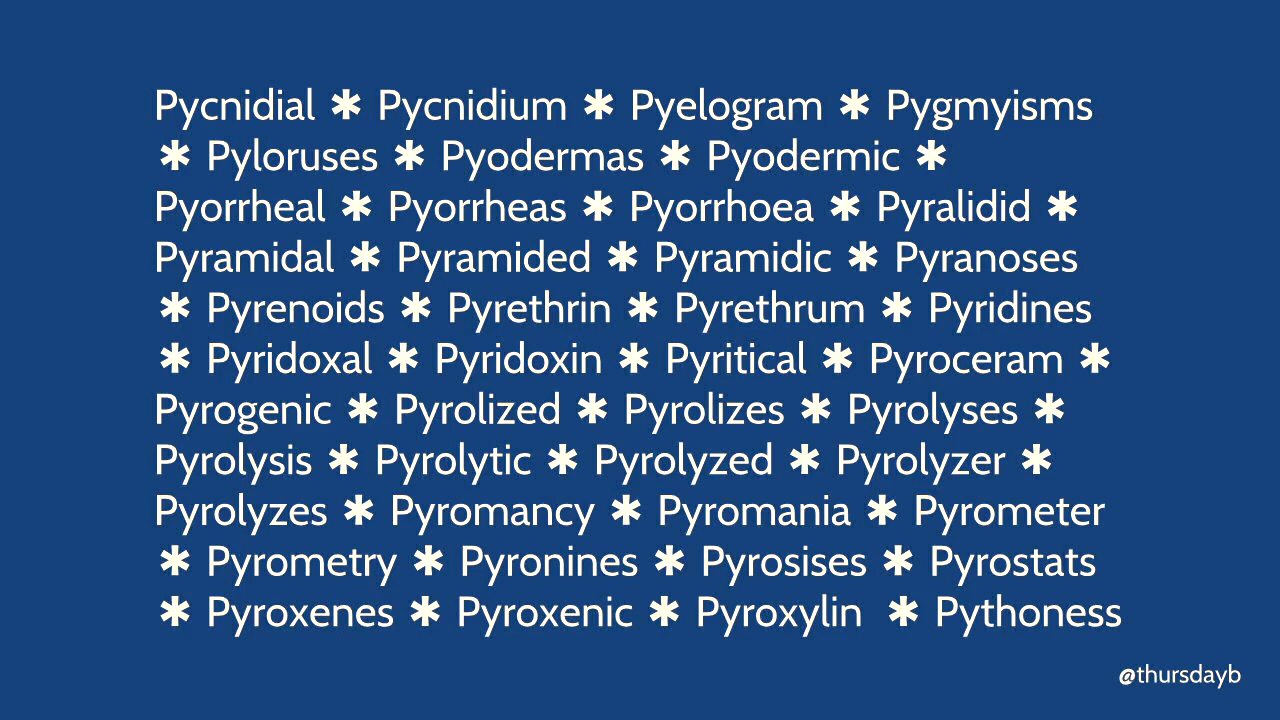 Pycnidial ✱ Pycnidium ✱ Pyelogram ✱ Pygmyisms
✱ Pyloruses ✱ Pyodermas ✱ Pyodermic ✱
Pyorrheal ✱ Pyorrheas ✱ Pyorrhoea ✱ Pyralidid ✱
Pyramidal ✱ Pyramided ✱ Pyramidic ✱ Pyranoses
✱ Pyrenoids ✱ Pyrethrin ✱ Pyrethrum ✱ Pyridines
✱ Pyridoxal ✱ Pyridoxin ✱ Pyritical ✱ Pyroceram ✱
Pyrogenic ✱ Pyrolized ✱ Pyrolizes ✱ Pyrolyses ✱
Pyrolysis ✱ Pyrolytic ✱ Pyrolyzed ✱ Pyrolyzer ✱
Pyrolyzes ✱ Pyromancy ✱ Pyromania ✱ Pyrometer
✱ Pyrometry ✱ Pyronines ✱ Pyrosises ✱ Pyrostats
✱ Pyroxenes ✱ Pyroxenic ✱ Pyroxylin ✱ Pythoness
@thursdayb